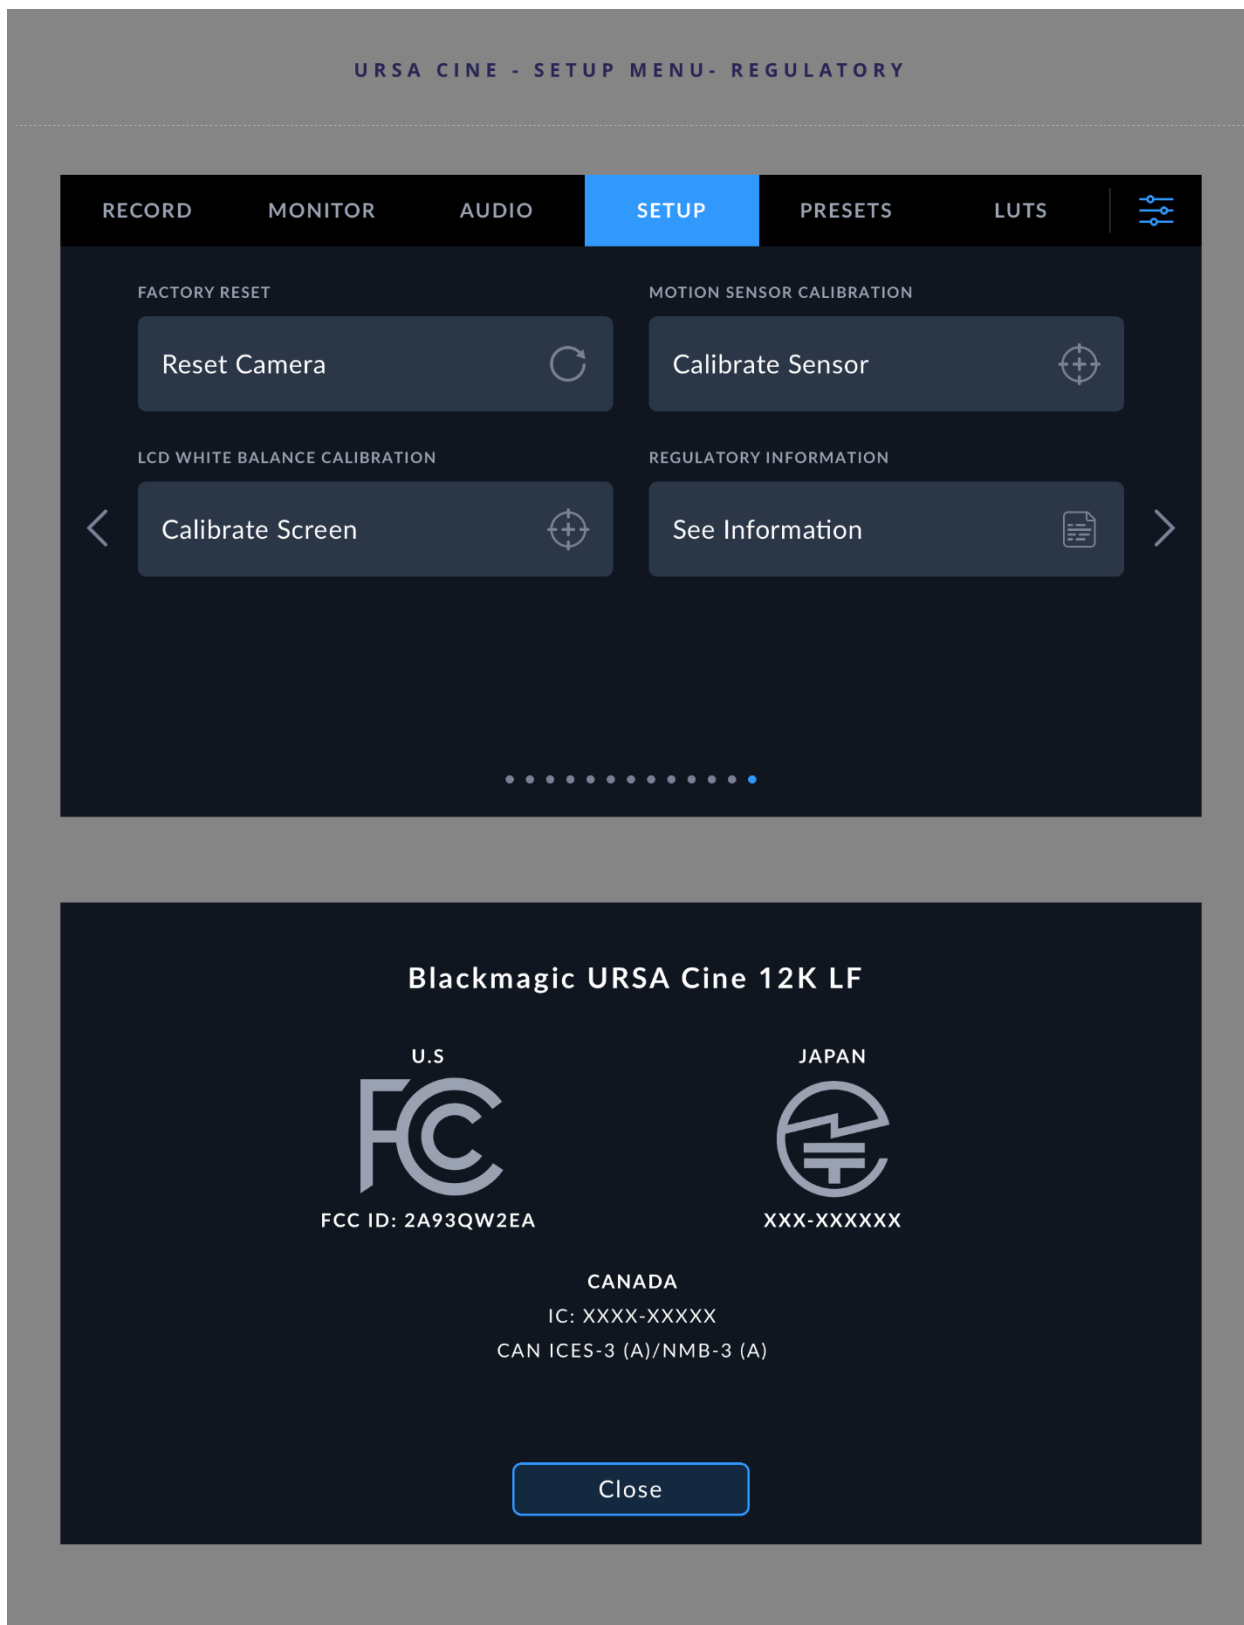 URSA CINE - SETUP MENU- REGULATORY
RECORD MONITOR AUDIO SETUP PRESETS LUTS
FACTORY RESET MOTION SENSOR CALIBRATION
Reset Camera Calibrate Sensor
LCD WHITE BALANCE CALIBRATION REGULATORY INFORMATION
Calibrate Screen See Information
Blackmagic URSA Cine 12K LF
U.S JAPAN
FC
FCC ID: 2A93QW2EA XXX-XXXXXX
CANADA
IC: XXXX-XXXXX
CAN ICES-3 (A)/NMB-3 (A)
Close